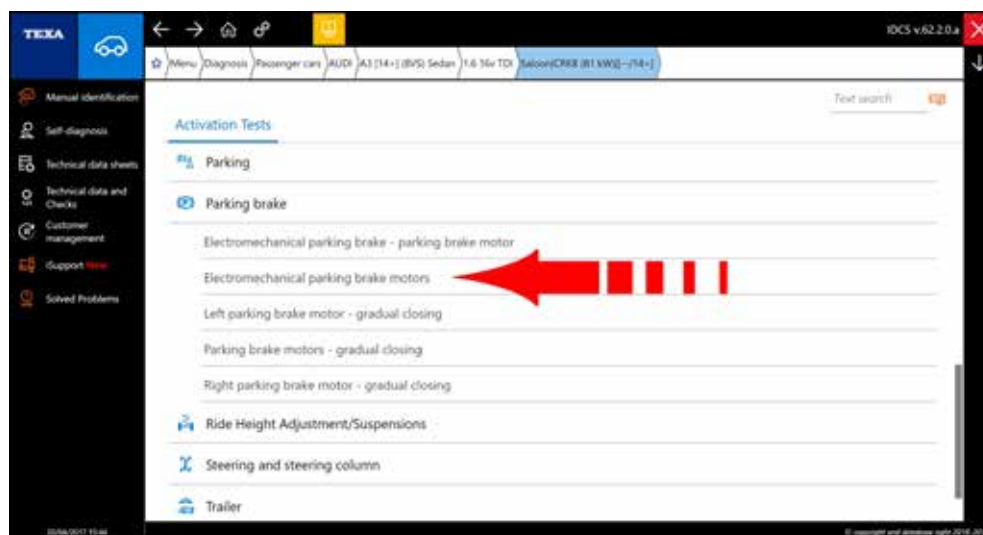 TEXA
IDC5 v.62.2.0.a
Menu Diagnosis Passenger cars AUDI A3 [14>] (8VS) Sedan 1.6 16v TDI
Manual identification
Self-diagnosis
Technical data sheets
Technical data and
Checks
Customer
management
iSupport New
Solved Problems
Text search
Activation Tests
Parking
Parking brake
Electromechanical parking brake - parking brake motor
Electromechanical parking brake motors
Left parking brake motor - gradual closing
Parking brake motors - gradual closing
Right parking brake motor - gradual closing
Ride Height Adjustment/Suspensions
Steering and steering column
Trailer